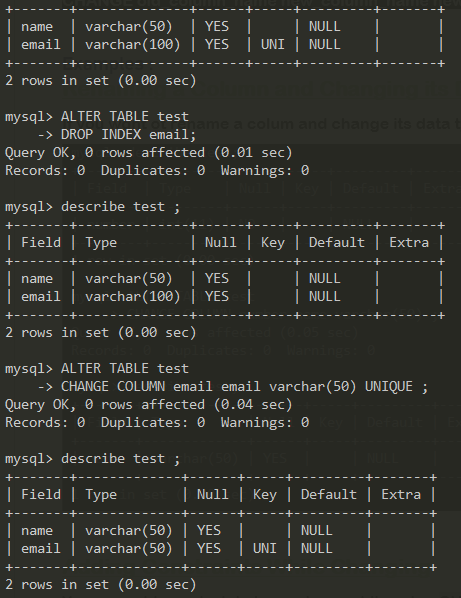 +-------+--------------+------+-----+---------+-------+
| name  | varchar(50)  | YES  |     | NULL    |       |
| email | varchar(100) | YES  | UNI | NULL    |       |
+-------+--------------+------+-----+---------+-------+
2 rows in set (0.00 sec)
mysql> ALTER TABLE test
    -> DROP INDEX email;
Query OK, 0 rows affected (0.01 sec)
Records: 0  Duplicates: 0  Warnings: 0
mysql> describe test ;
+-------+--------------+------+-----+---------+-------+
| Field | Type         | Null | Key | Default | Extra |
+-------+--------------+------+-----+---------+-------+
| name  | varchar(50)  | YES  |     | NULL    |       |
| email | varchar(100) | YES  |     | NULL    |       |
+-------+--------------+------+-----+---------+-------+
2 rows in set (0.00 sec)
mysql> ALTER TABLE test
    -> CHANGE COLUMN email email varchar(50) UNIQUE ;
Query OK, 0 rows affected (0.04 sec)
Records: 0  Duplicates: 0  Warnings: 0
mysql> describe test ;
+-------+-------------+------+-----+---------+-------+
| Field | Type        | Null | Key | Default | Extra |
+-------+-------------+------+-----+---------+-------+
| name  | varchar(50) | YES  |     | NULL    |       |
| email | varchar(50) | YES  | UNI | NULL    |       |
+-------+-------------+------+-----+---------+-------+
2 rows in set (0.00 sec)